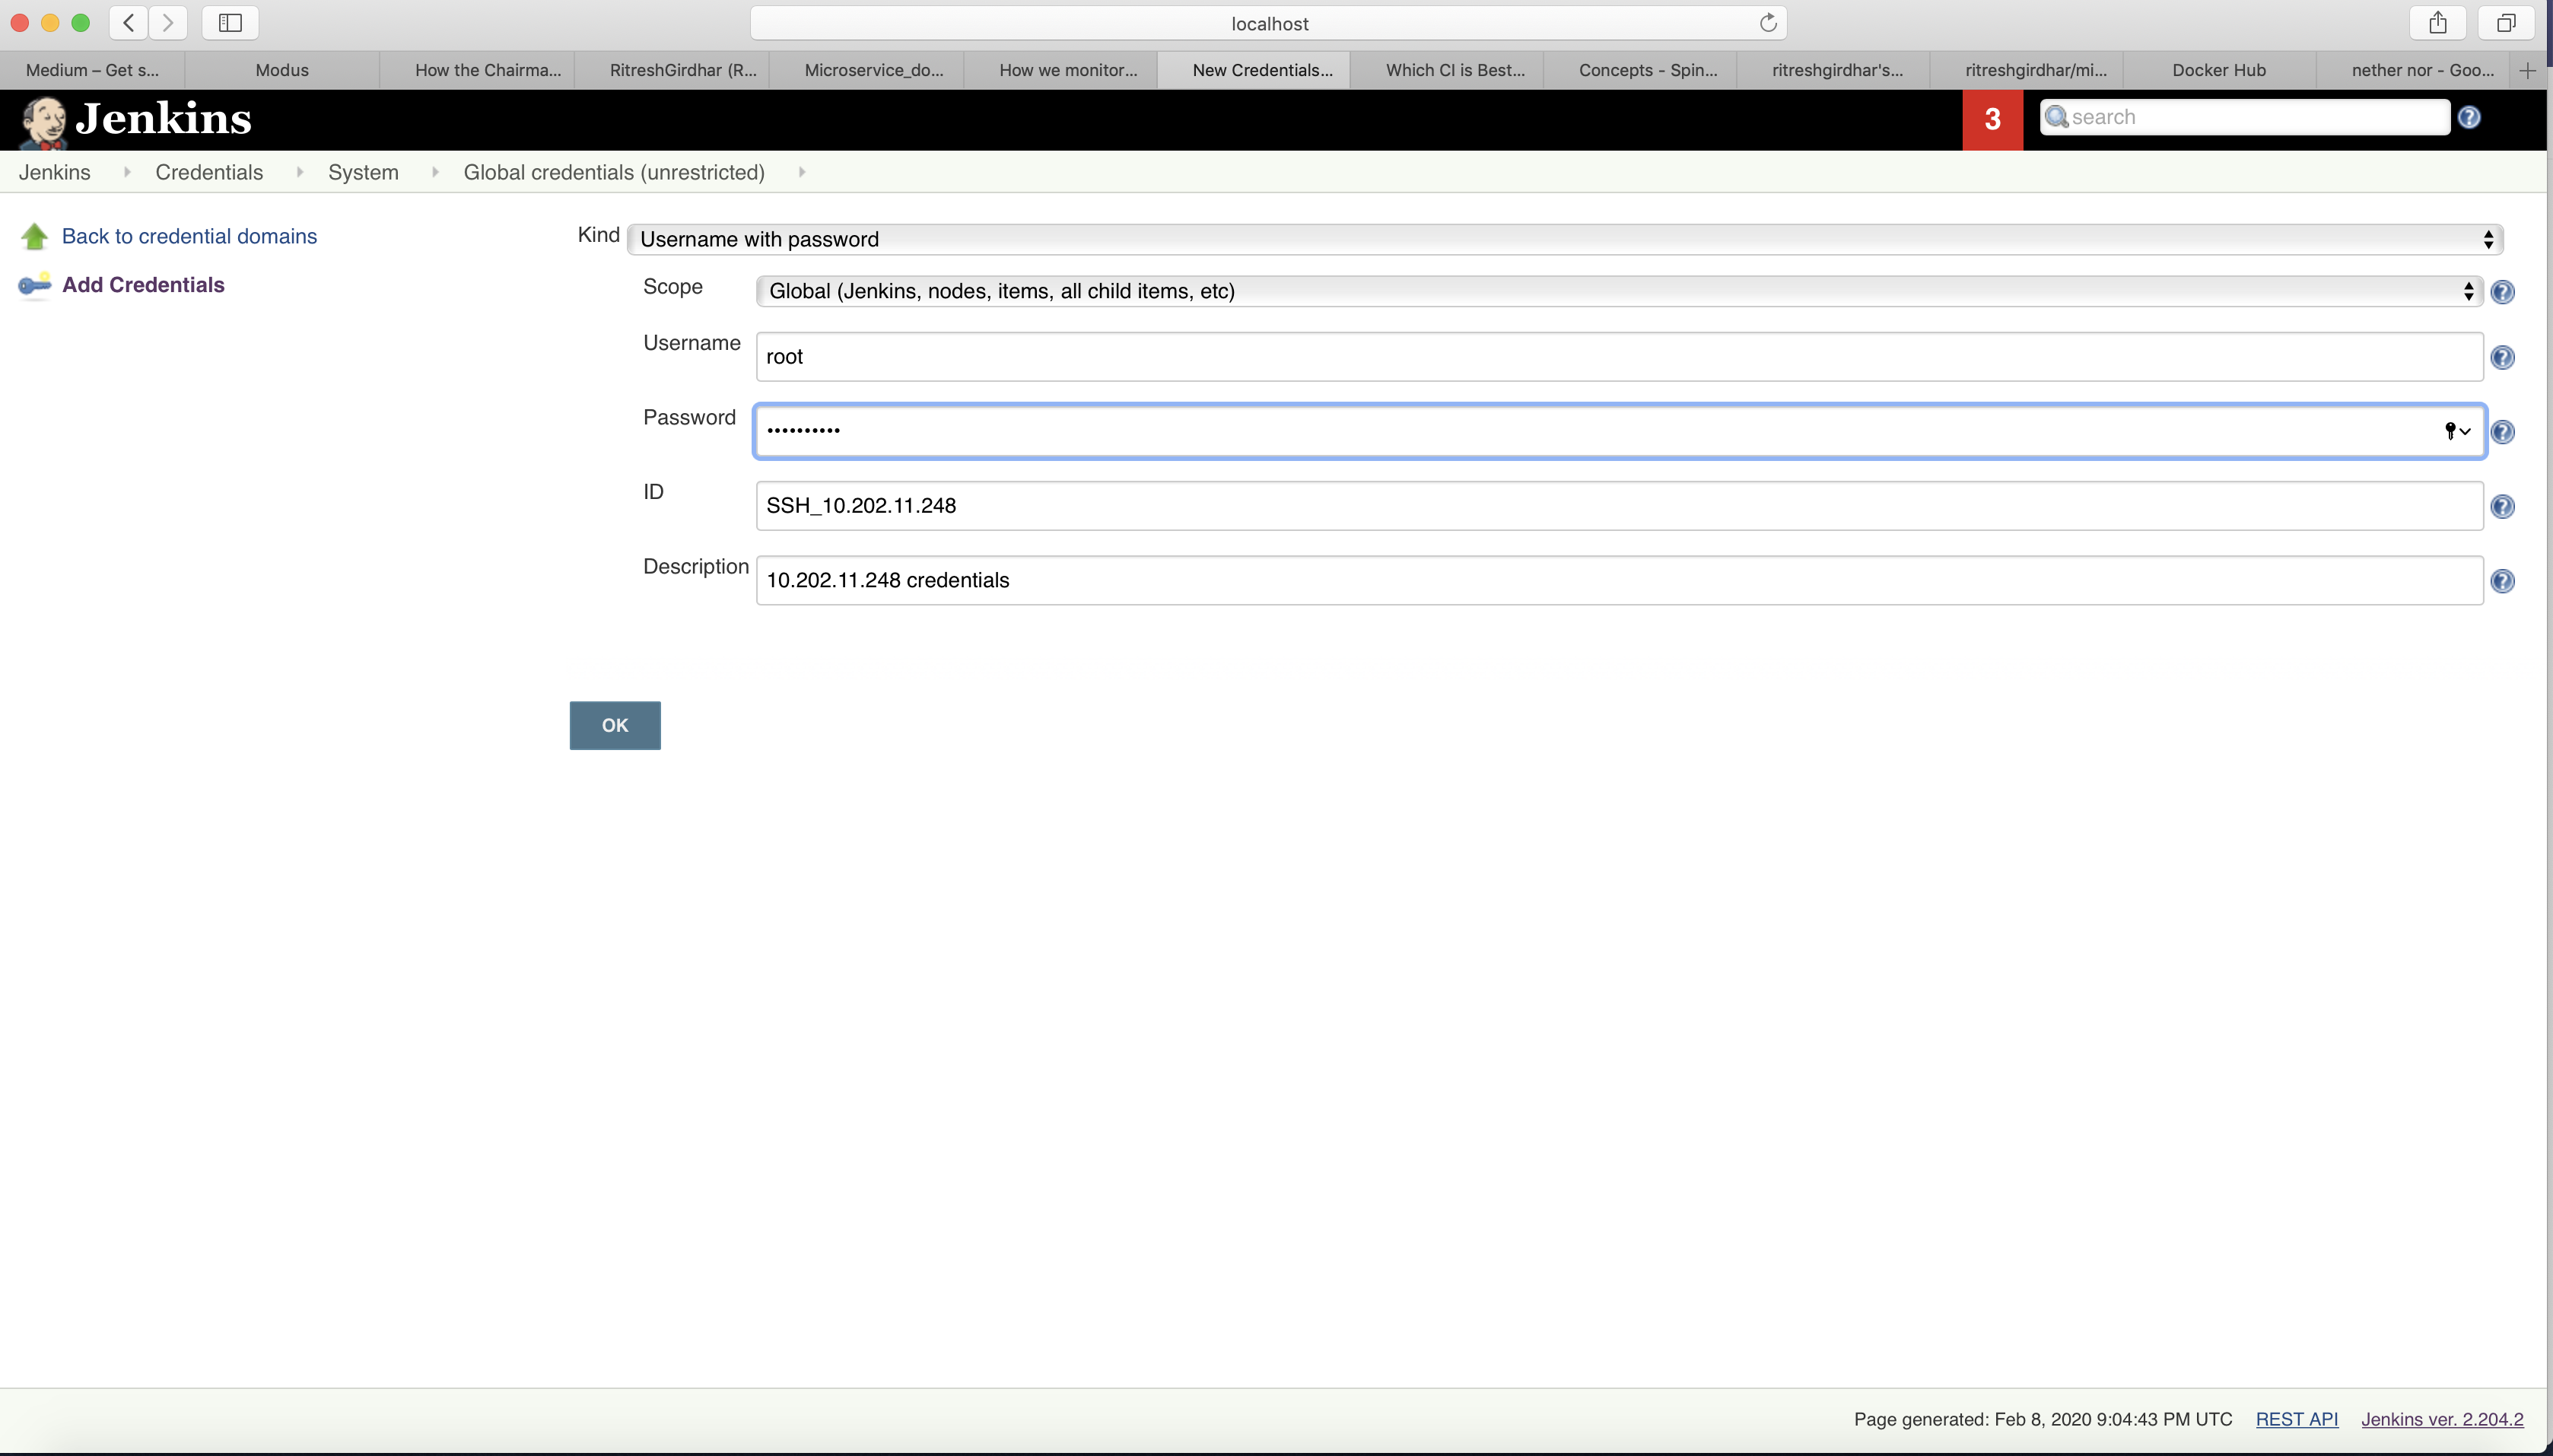 localhost
Medium – Get s... Modus How the Chairma... RitreshGirdhar (R... Microservice_do... How we monitor... New Credentials... Which CI is Best... Concepts - Spin... ritreshgirdhar's... ritreshgirdhar/mi... Docker Hub nether nor - Goo...
Jenkins 3 search
Jenkins Credentials System Global credentials (unrestricted)
Back to credential domains
Add Credentials
Kind Username with password
Scope Global (Jenkins, nodes, items, all child items, etc)
Username root
Password ••••••••••
ID SSH_10.202.11.248
Description 10.202.11.248 credentials
OK
Page generated: Feb 8, 2020 9:04:43 PM UTC REST API Jenkins ver. 2.204.2